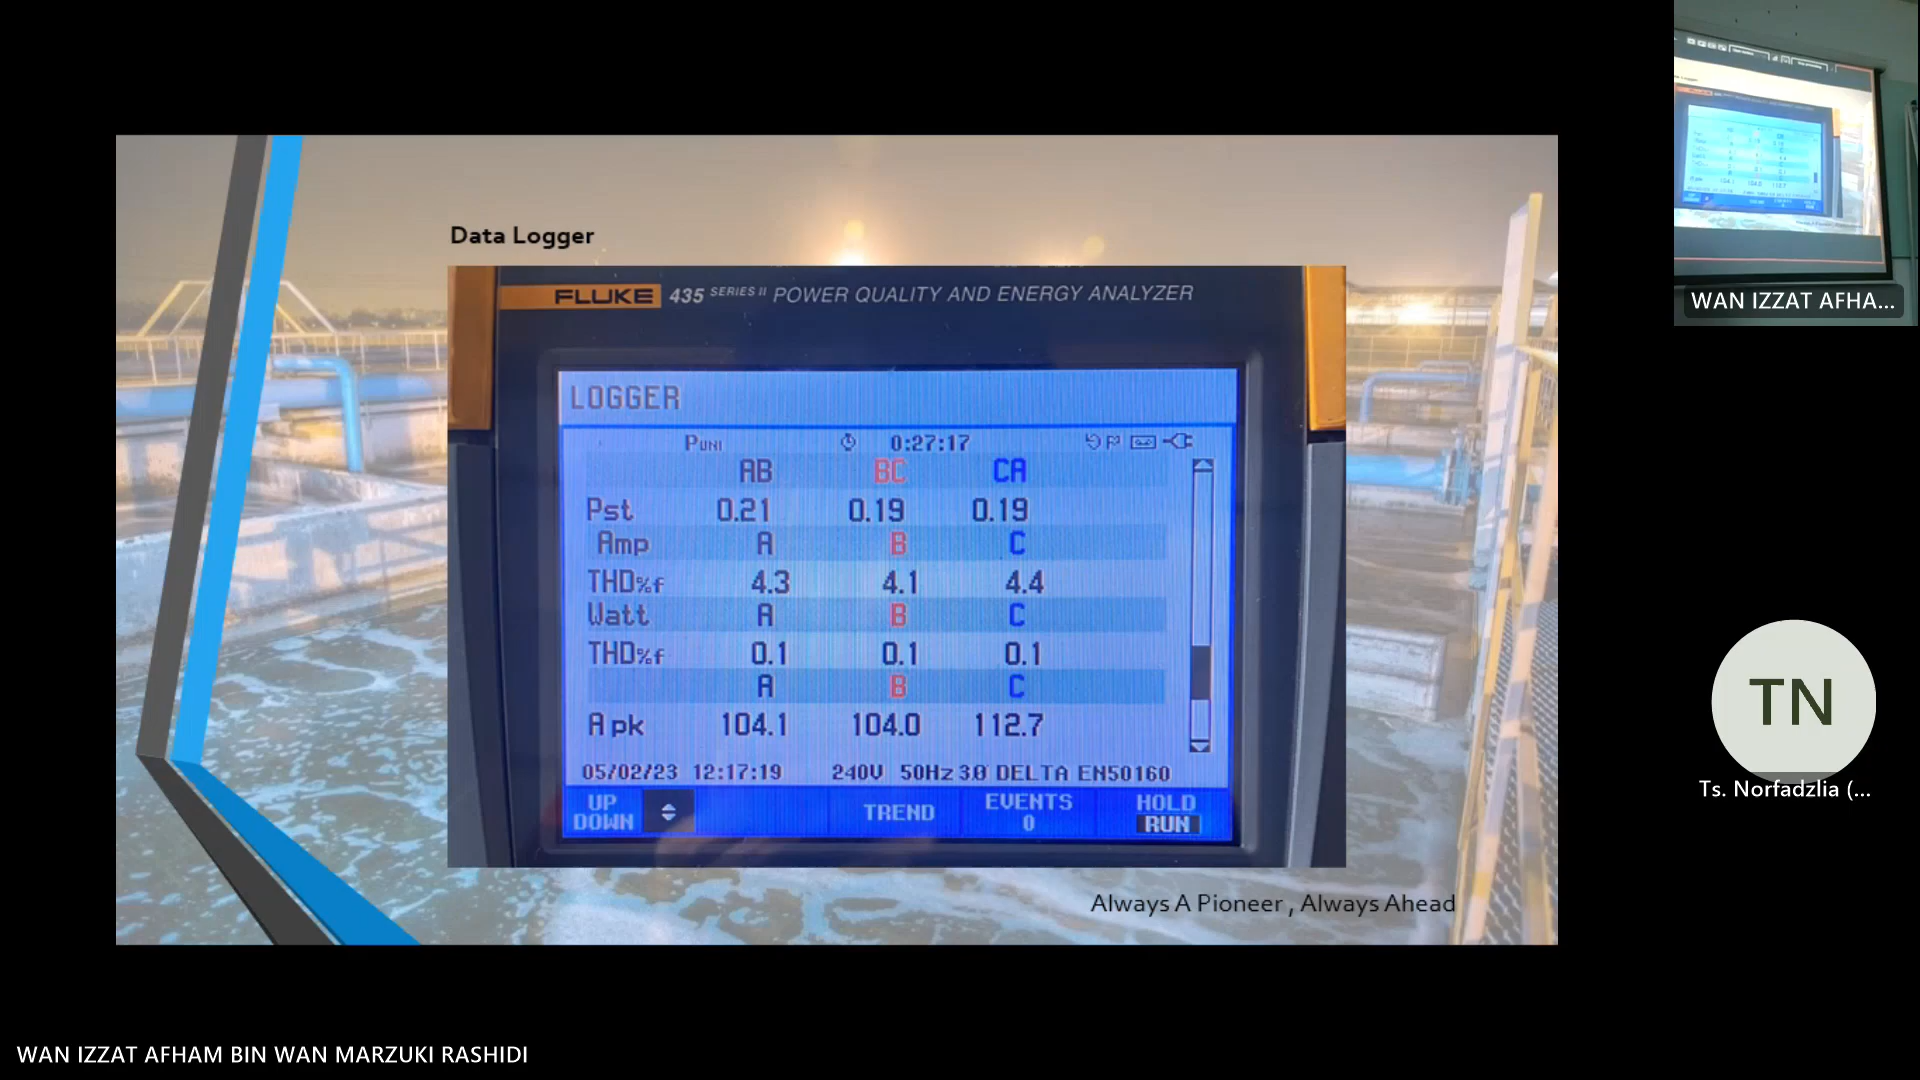 Data Logger
FLUKE 435 SERIES II POWER QUALITY AND ENERGY ANALYZER
LOGGER
PUNI 0:27:17
AB BC CA
Pst 0.21 0.19 0.19
Amp A B C
THD%f 4.3 4.1 4.4
Watt A B C
THD%f 0.1 0.1 0.1
A B C
A pk 104.1 104.0 112.7
05/02/23 12:17:19 240V 50Hz 3Ø DELTA EN50160
UP DOWN TREND EVENTS 0 HOLD RUN
Always A Pioneer , Always Ahead
WAN IZZAT AFHA...
TN
Ts. Norfadzlia (...
WAN IZZAT AFHAM BIN WAN MARZUKI RASHIDI